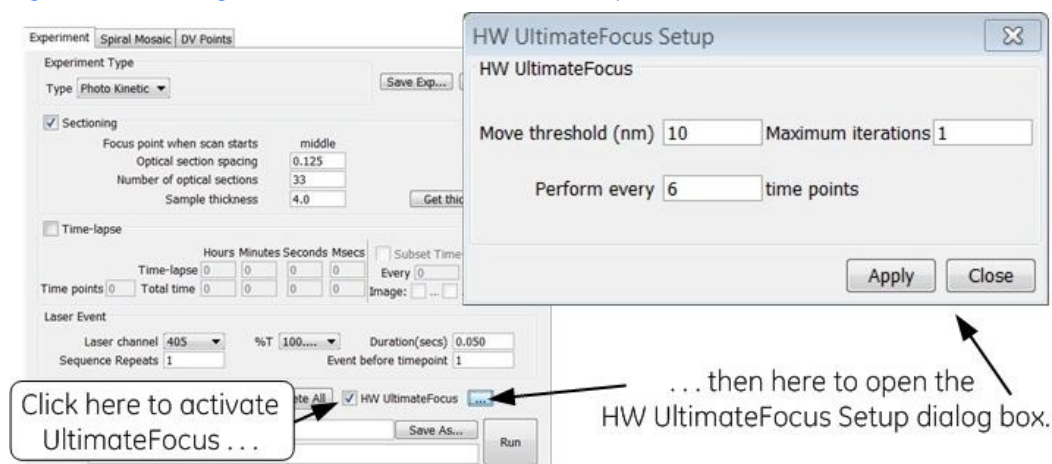 Experiment Spiral Mosaic DV Points
Experiment Type
Type Photo Kinetic
Save Exp...
Sectioning
Focus point when scan starts middle
Optical section spacing 0.125
Number of optical sections 33
Sample thickness 4.0
Get thic
Time-lapse
Hours Minutes Seconds Msecs
Subset Time
Time-lapse 0 0 0 0
Every 0
Time points 0 Total time 0 0 0 0
Image: ...
Laser Event
Laser channel 405 %T 100.... Duration(secs) 0.050
Sequence Repeats 1 Event before timepoint 1
ete All HW UltimateFocus ...
Save As...
Run
HW UltimateFocus Setup
HW UltimateFocus
Move threshold (nm) 10 Maximum iterations 1
Perform every 6 time points
Apply Close
Click here to activate
UltimateFocus . . .
. . . then here to open the
HW UltimateFocus Setup dialog box.